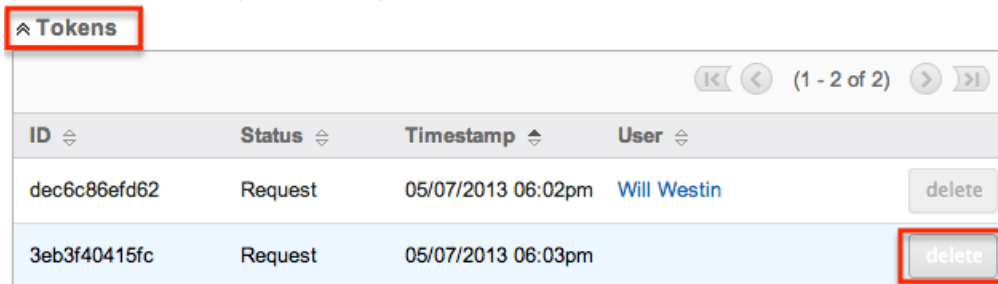 Tokens
(1 - 2 of 2)
ID Status Timestamp User
dec6c86efd62 Request 05/07/2013 06:02pm Will Westin delete
3eb3f40415fc Request 05/07/2013 06:03pm delete